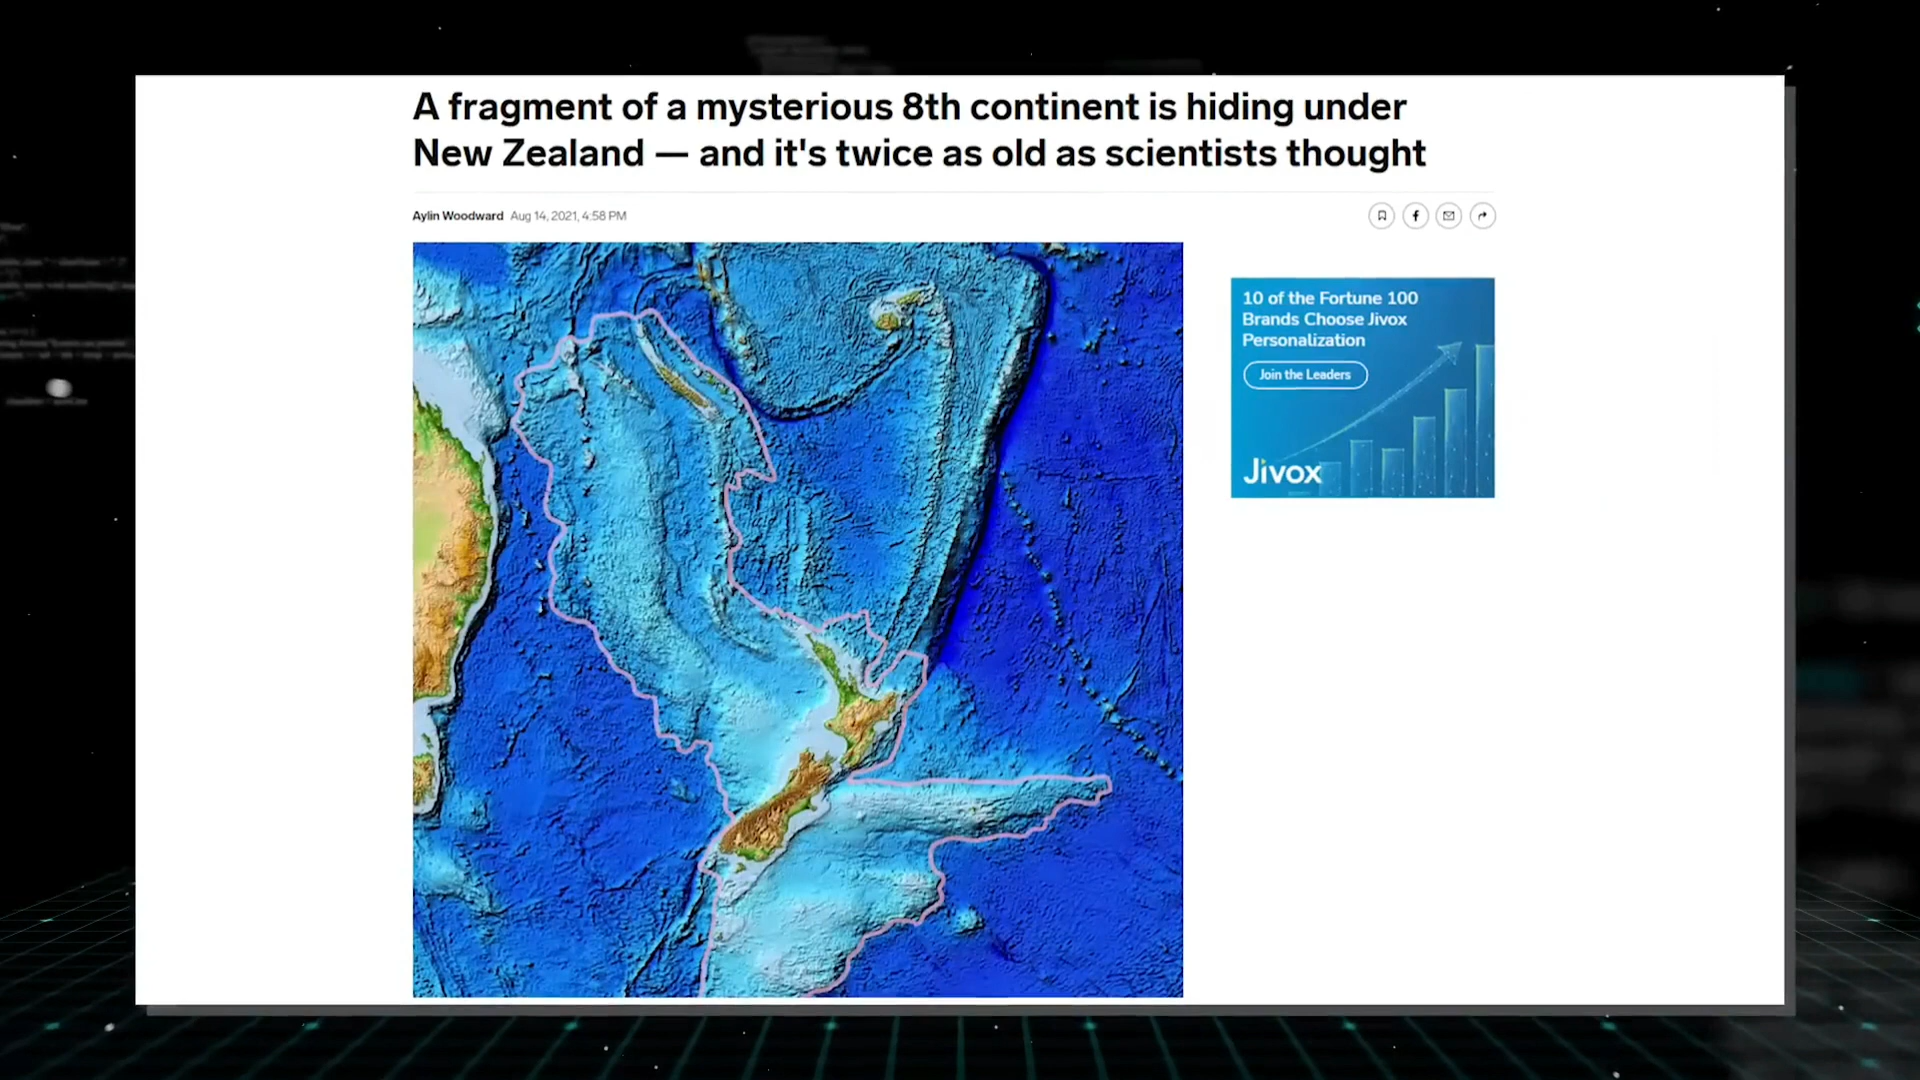 A fragment of a mysterious 8th continent is hiding under
New Zealand — and it's twice as old as scientists thought
Aylin Woodward Aug 14, 2021, 4:58 PM
10 of the Fortune 100
Brands Choose Jivox
Personalization
Join the Leaders
Jivox